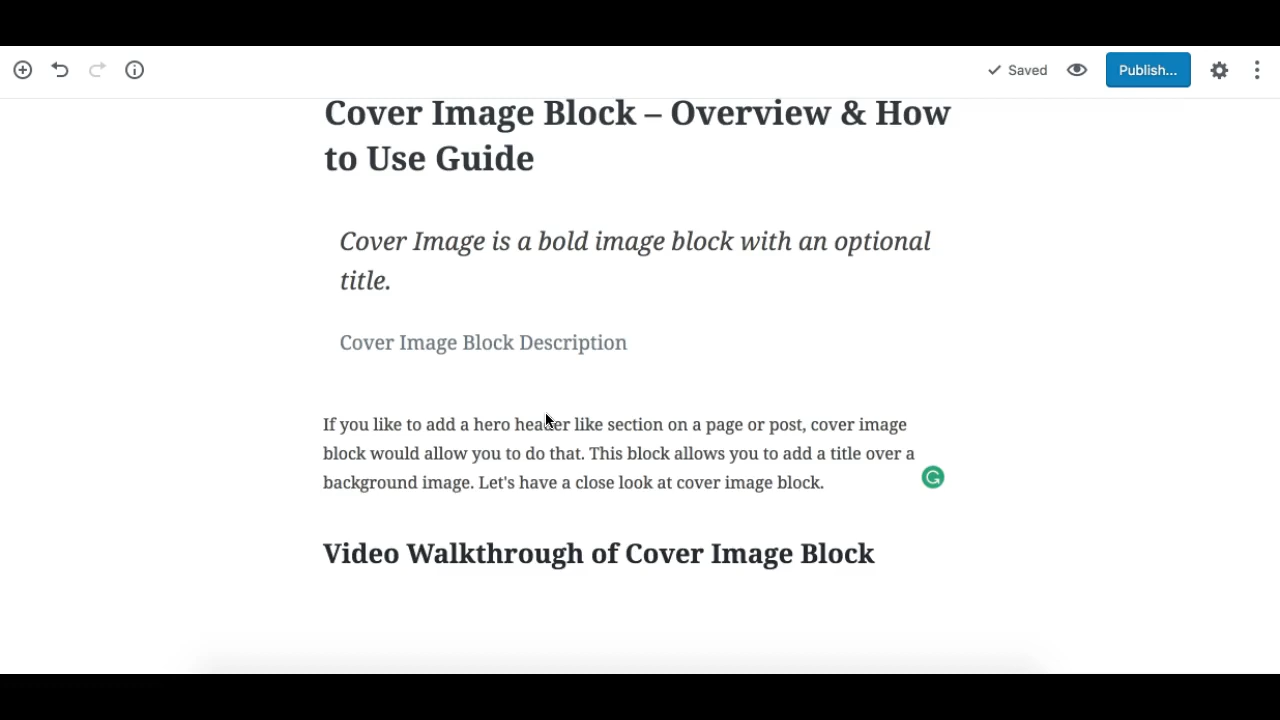 Saved
Publish...
Cover Image Block – Overview & How
to Use Guide
Cover Image is a bold image block with an optional
title.
Cover Image Block Description
If you like to add a hero header like section on a page or post, cover image
block would allow you to do that. This block allows you to add a title over a
background image. Let's have a close look at cover image block.
Video Walkthrough of Cover Image Block